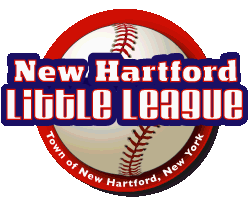 New Hartford
Little League
Town of New Hartford, New York